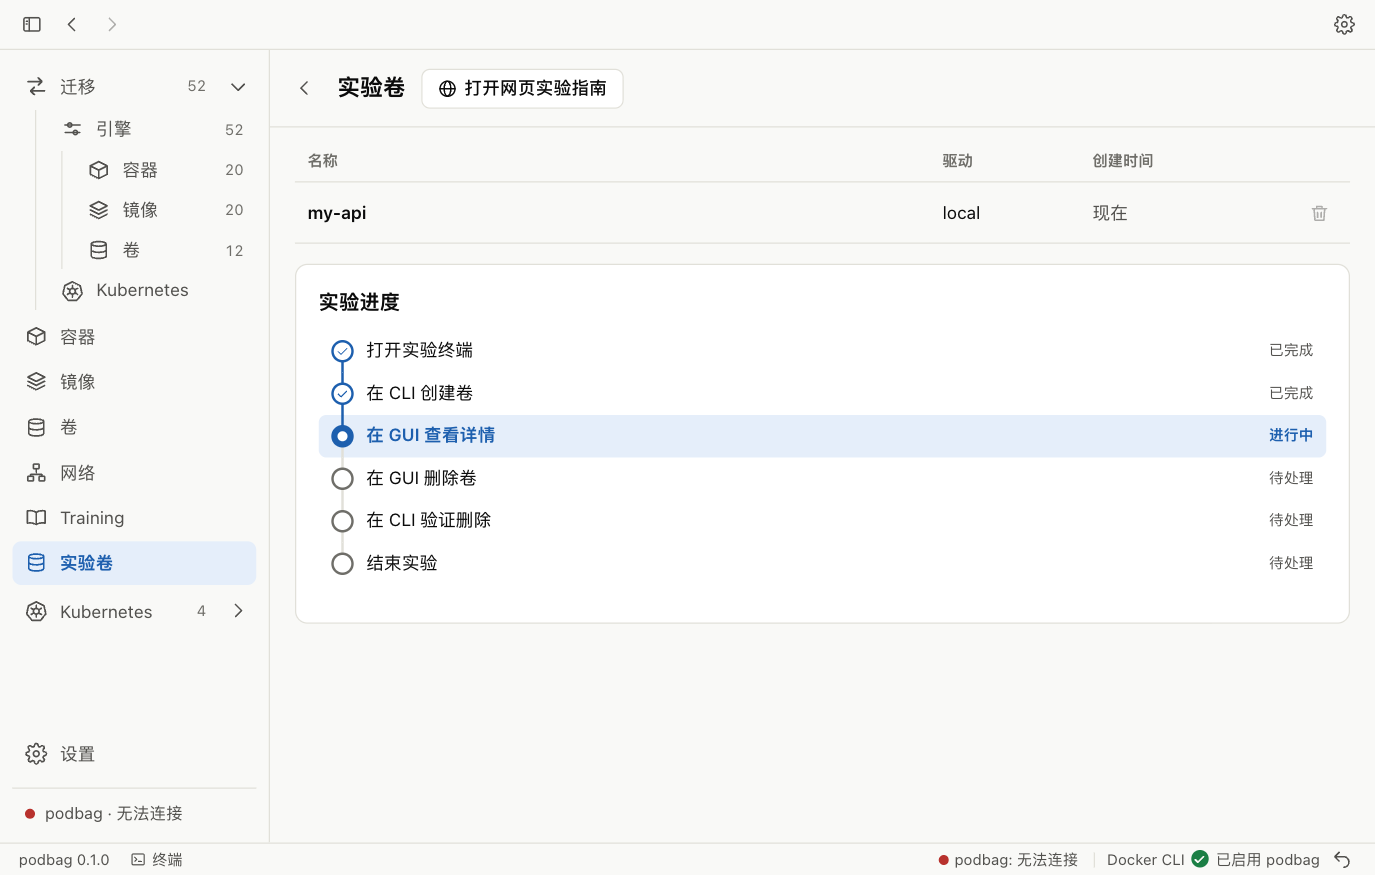 迁移 52
引擎 52
容器 20
镜像 20
卷 12
Kubernetes
容器
镜像
卷
网络
Training
实验卷
Kubernetes 4
设置
podbag · 无法连接
实验卷 打开网页实验指南
名称 驱动 创建时间
my-api local 现在
实验进度
打开实验终端 已完成
在 CLI 创建卷 已完成
在 GUI 查看详情 进行中
在 GUI 删除卷 待处理
在 CLI 验证删除 待处理
结束实验 待处理
podbag 0.1.0 终端 podbag: 无法连接 Docker CLI 已启用 podbag